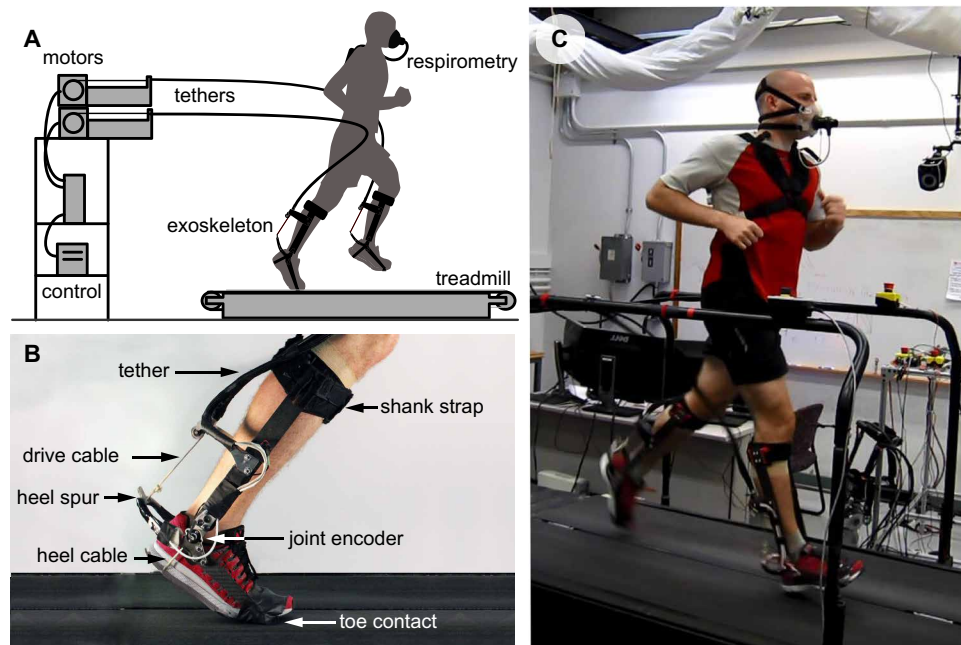 A
motors
respirometry
tethers
exoskeleton
treadmill
control
B
tether
shank strap
drive cable
heel spur
joint encoder
heel cable
toe contact
C
DELL